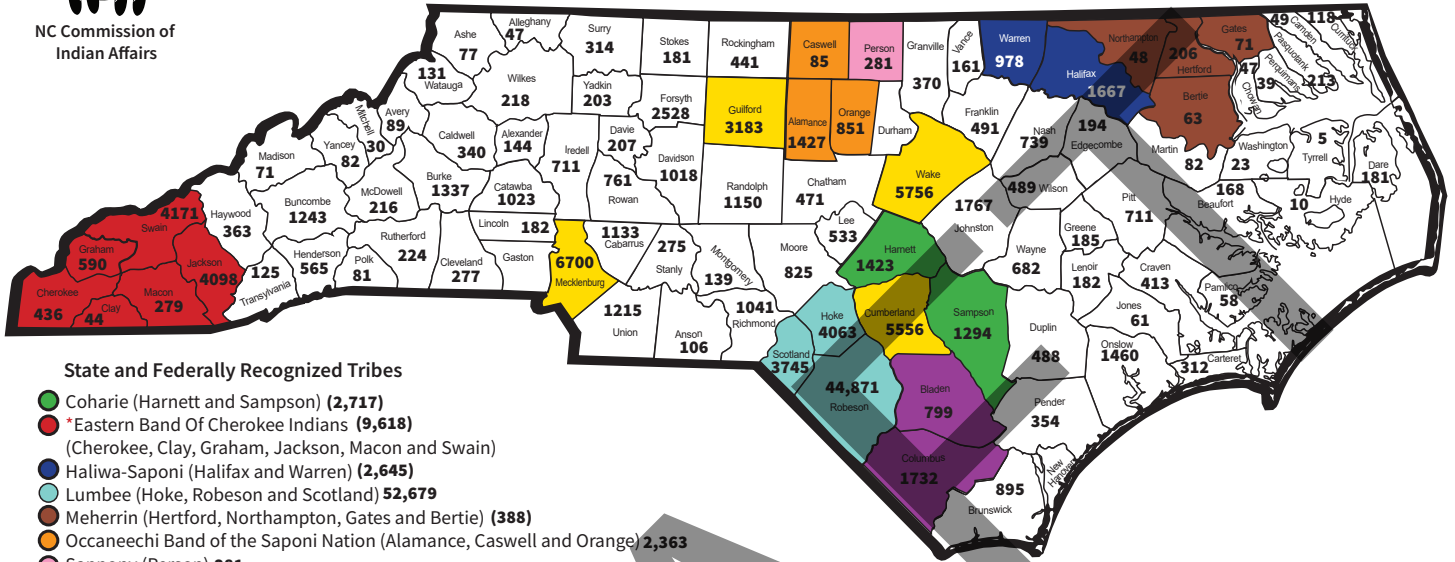 NC Commission of
Indian Affairs
Ashe
77
Alleghany
47
Surry
314
Stokes
181
Rockingham
441
Caswell
85
Person
281
Granville
370
Vance
161
Warren
978
Halifax
1667
Northampton
48
206
Hertford
Gates
71
49
Camden
118
Currituck
Pasquotank
213
Perquimans
39
47
Chowan
131
Watauga
Wilkes
218
Yadkin
203
Forsyth
2528
Guilford
3183
Alamance
1427
Orange
851
Durham
Franklin
491
Nash
739
194
Edgecombe
Bertie
63
Martin
82
Washington
23
5
Tyrrell
Dare
181
Mitchell
30
Avery
89
Yancey
82
Madison
71
Caldwell
340
Alexander
144
Iredell
711
Davie
207
Davidson
1018
761
Rowan
Randolph
1150
Chatham
471
Wake
5756
1767
Johnston
489
Wilson
Pitt
711
168
Beaufort
10
Hyde
Burke
1337
McDowell
216
Buncombe
1243
Haywood
363
4171
Swain
Graham
590
Cherokee
436
44
Clay
Macon
279
Jackson
4098
125
Transylvania
Henderson
565
Polk
81
Rutherford
224
Cleveland
277
Lincoln
182
Catawba
1023
Gaston
6700
Mecklenburg
1133
Cabarrus
275
Stanly
Montgomery
139
Moore
825
Lee
533
Harnett
1423
Wayne
682
Greene
185
Lenoir
182
Craven
413
Pamlico
58
Jones
61
1215
Union
Anson
106
1041
Richmond
Scotland
3745
Hoke
4063
Cumberland
5556
Sampson
1294
Duplin
488
Onslow
1460
312
Carteret
44,871
Robeson
Bladen
799
Pender
354
Columbus
1732
895
Brunswick
New
Hanover
State and Federally Recognized Tribes
Coharie (Harnett and Sampson) (2,717)
*Eastern Band Of Cherokee Indians (9,618)
(Cherokee, Clay, Graham, Jackson, Macon and Swain)
Haliwa-Saponi (Halifax and Warren) (2,645)
Lumbee (Hoke, Robeson and Scotland) 52,679
Meherrin (Hertford, Northampton, Gates and Bertie) (388)
Occaneechi Band of the Saponi Nation (Alamance, Caswell and Orange) 2,363